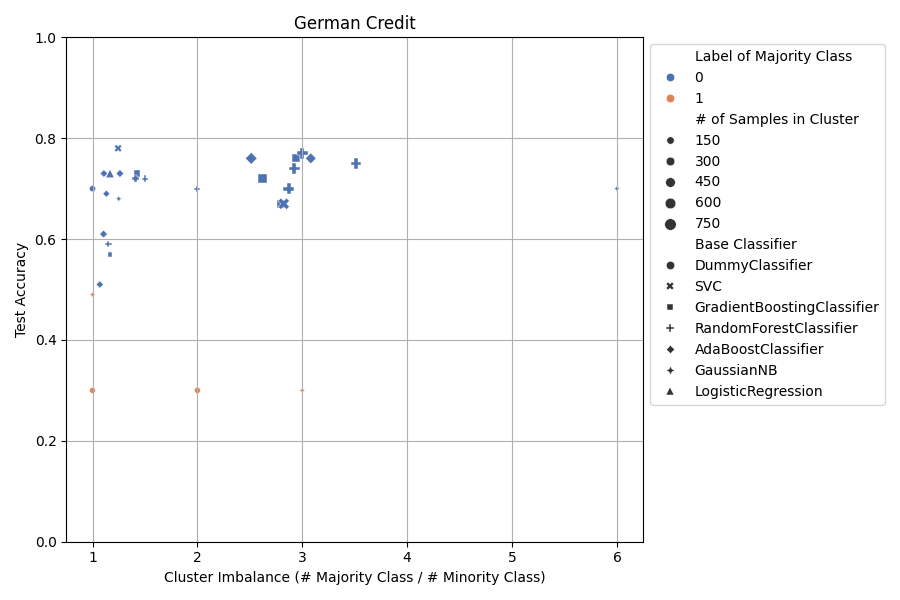 German Credit
1.0
0.8
0.6
0.4
0.2
0.0
Test Accuracy
1 2 3 4 5 6
Cluster Imbalance (# Majority Class / # Minority Class)
Label of Majority Class
0
1
# of Samples in Cluster
150
300
450
600
750
Base Classifier
DummyClassifier
SVC
GradientBoostingClassifier
RandomForestClassifier
AdaBoostClassifier
GaussianNB
LogisticRegression